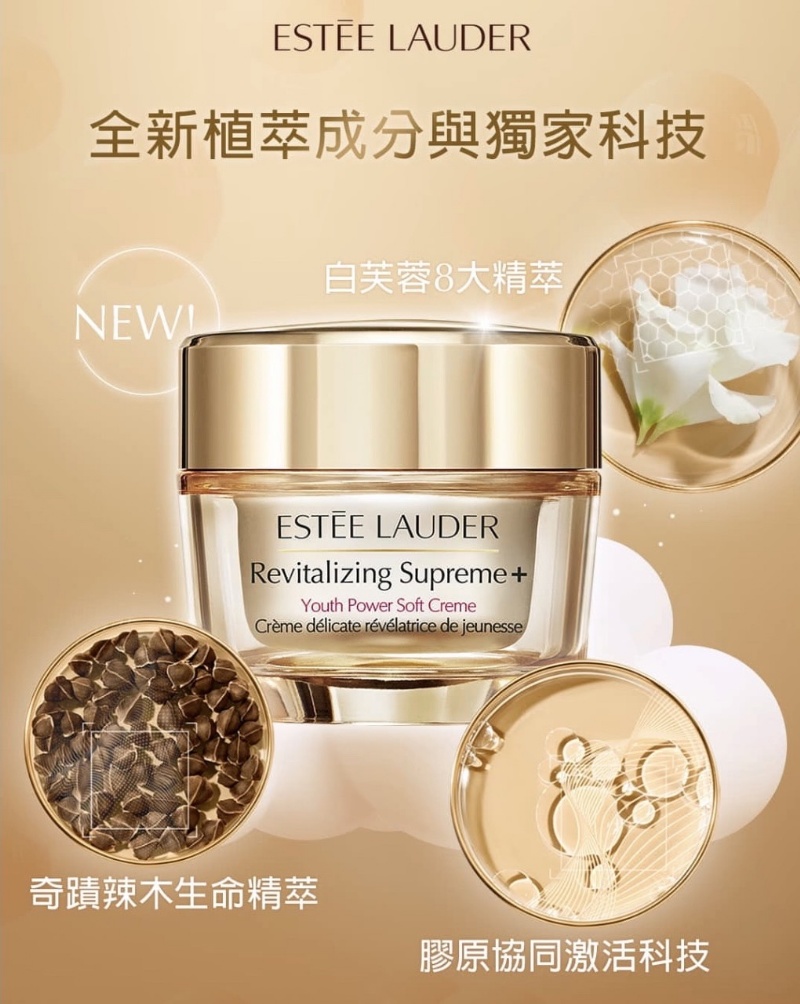 ESTĒE LAUDER
全新植萃成分與獨家科技
白芙蓉8大精萃
NEW!
ESTĒE LAUDER
Revitalizing Supreme+
Youth Power Soft Creme
Crème délicate révélatrice de jeunesse
奇蹟辣木生命精萃
膠原協同激活科技